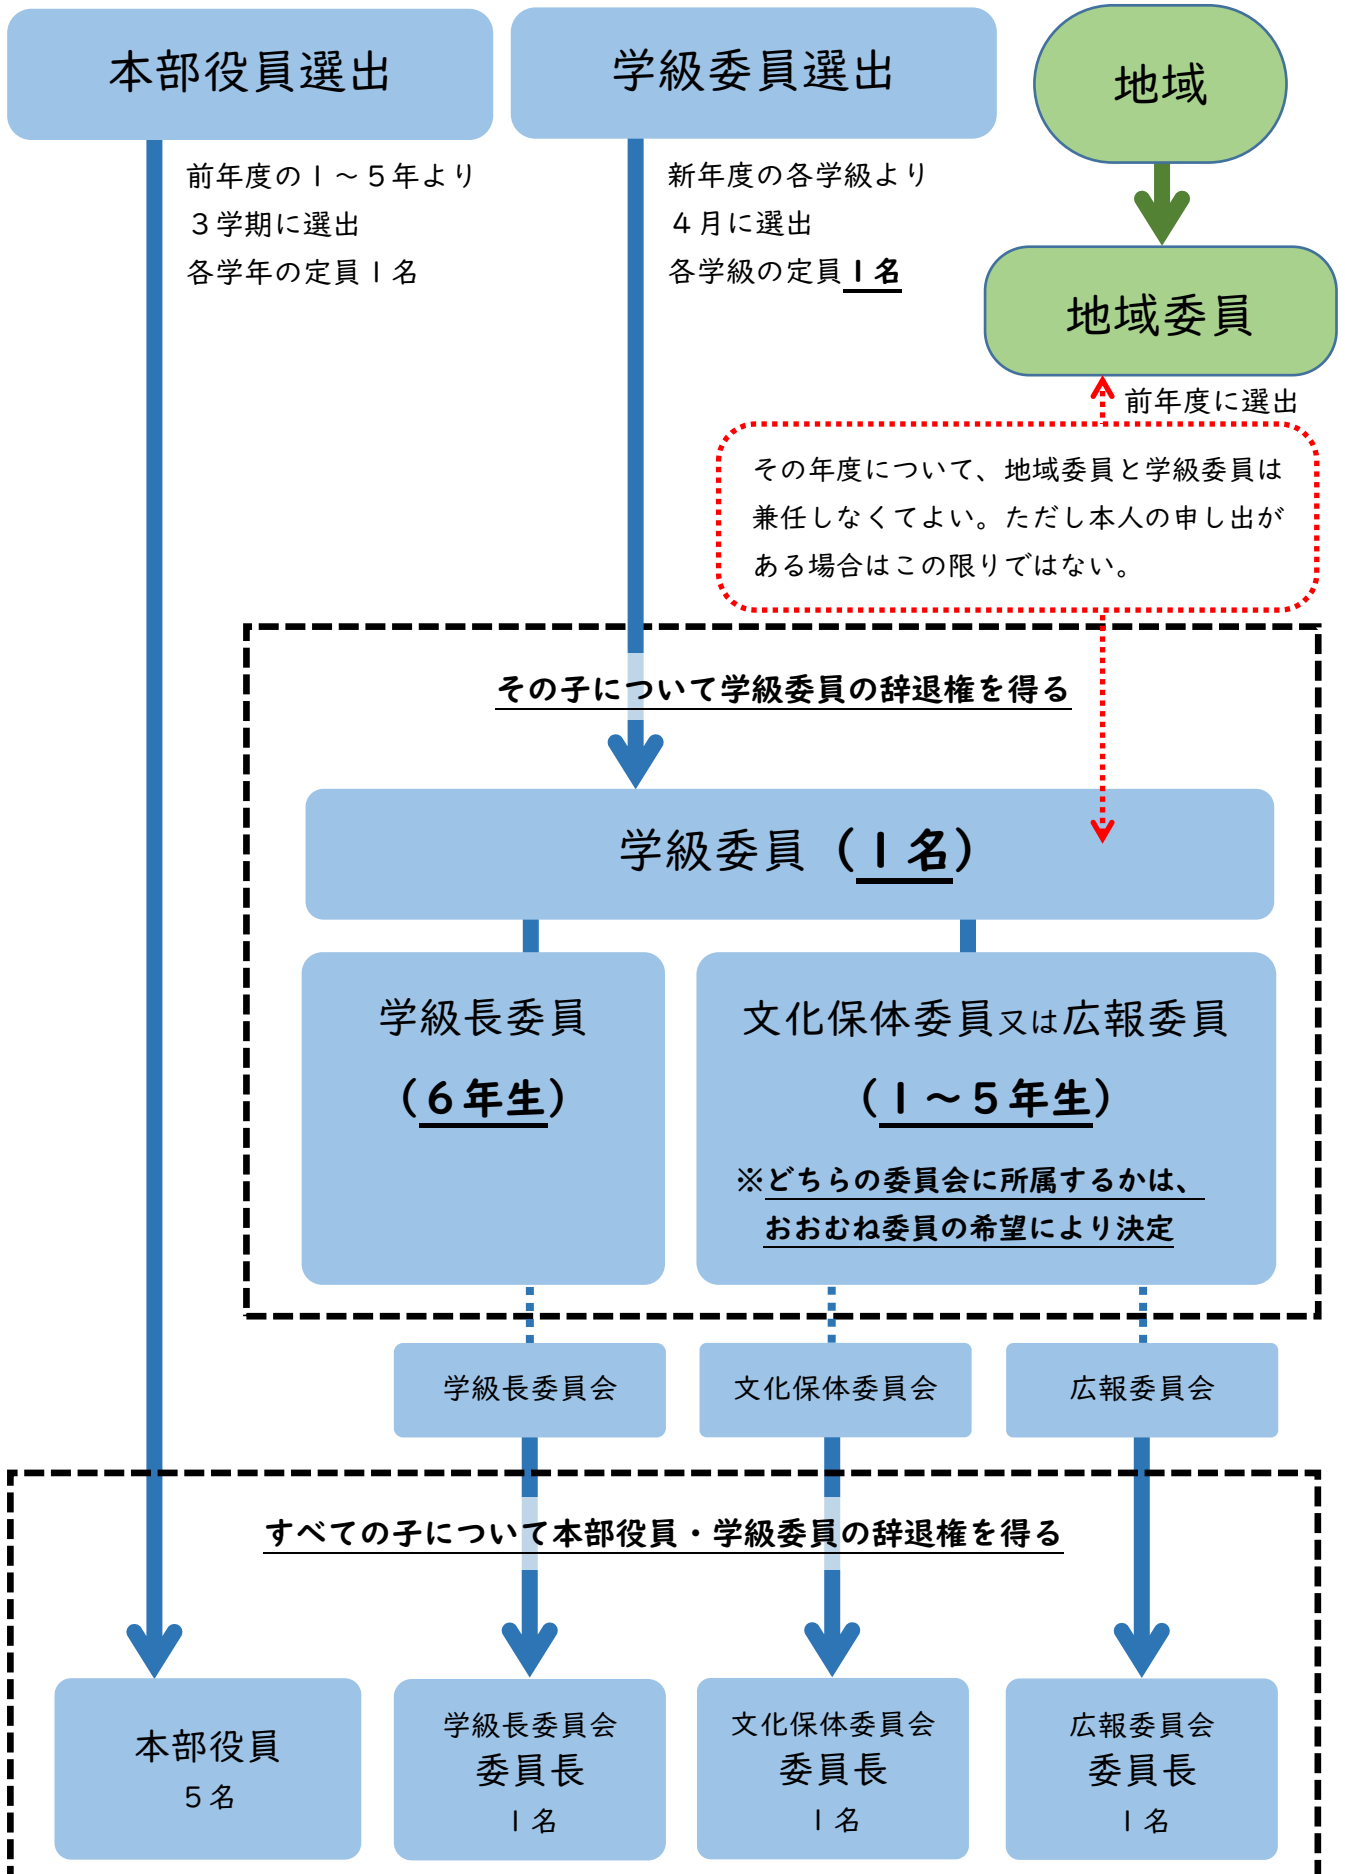 本部役員選出
前年度の1～5年より
3学期に選出
各学年の定員1名
学級委員選出
新年度の各学級より
4月に選出
各学級の定員1名
地域
地域委員
前年度に選出
その年度について、地域委員と学級委員は
兼任しなくてよい。ただし本人の申し出が
ある場合はこの限りではない。
その子について学級委員の辞退権を得る
学級委員（1名）
学級長委員
（6年生）
文化保体委員又は広報委員
（1～5年生）
※どちらの委員会に所属するかは、
おおむね委員の希望により決定
学級長委員会
文化保体委員会
広報委員会
すべての子について本部役員・学級委員の辞退権を得る
本部役員
5名
学級長委員会
委員長
1名
文化保体委員会
委員長
1名
広報委員会
委員長
1名